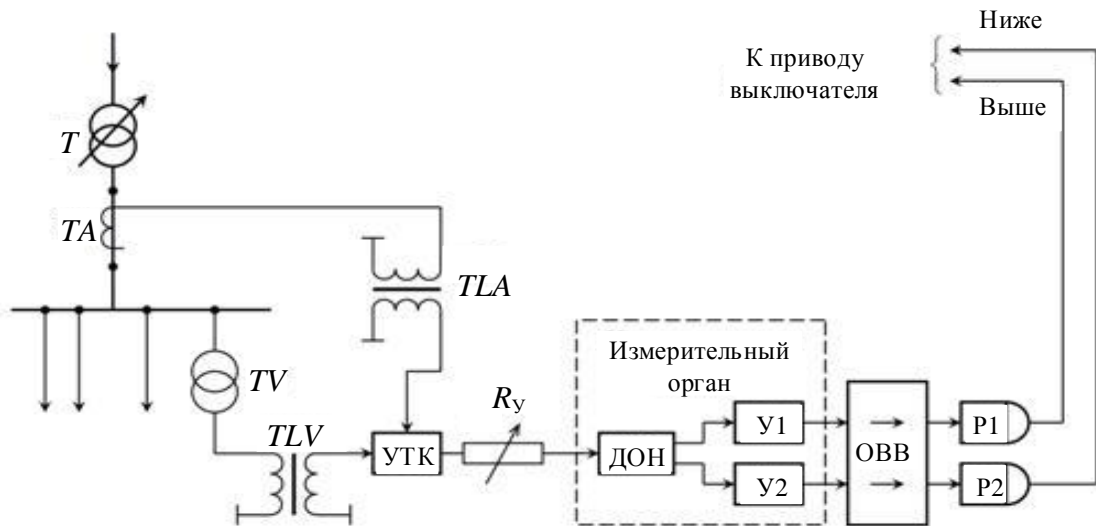 Ниже
К приводу
выключателя
Выше
T
TA
TLA
Измерительный
орган
TV
RУ
TLV
УТК
ДОН
У1
У2
ОВВ
Р1
Р2